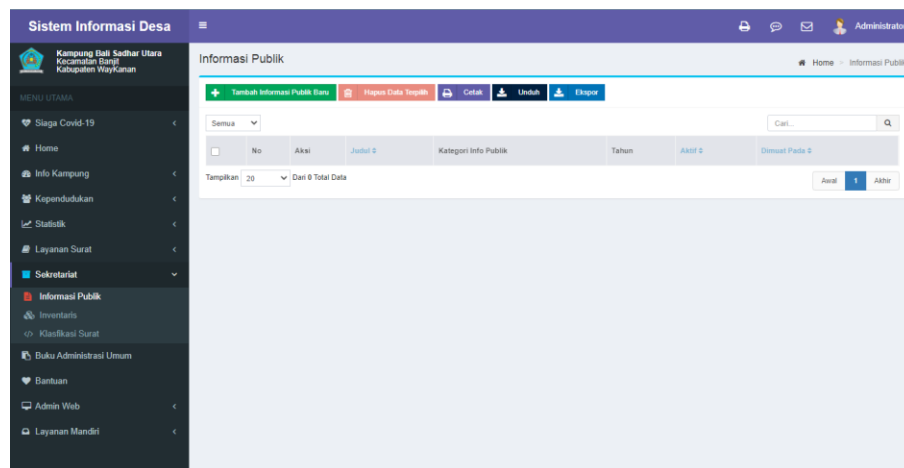 Sistem Informasi Desa
Administrato
Kampung Bali Sadhar Utara
Kecamatan Banjit
Kabupaten WayKanan
Informasi Publik
Home
Informasi Publik
MENU UTAMA
Tambah Informasi Publik Baru
Hapus Data Terpilih
Cetak
Unduh
Ekspor
Siaga Covid-19
Home
Info Kampung
Kependudukan
Statistik
Layanan Surat
Sekretariat
Informasi Publik
Inventaris
Klasfikasi Surat
Buku Administrasi Umum
Bantuan
Admin Web
Layanan Mandiri
Semua
Cari...
No Aksi Judul Kategori Info Publik Tahun Aktif Dimuat Pada
Tampilkan 20 Dari 0 Total Data
Awal 1 Akhir